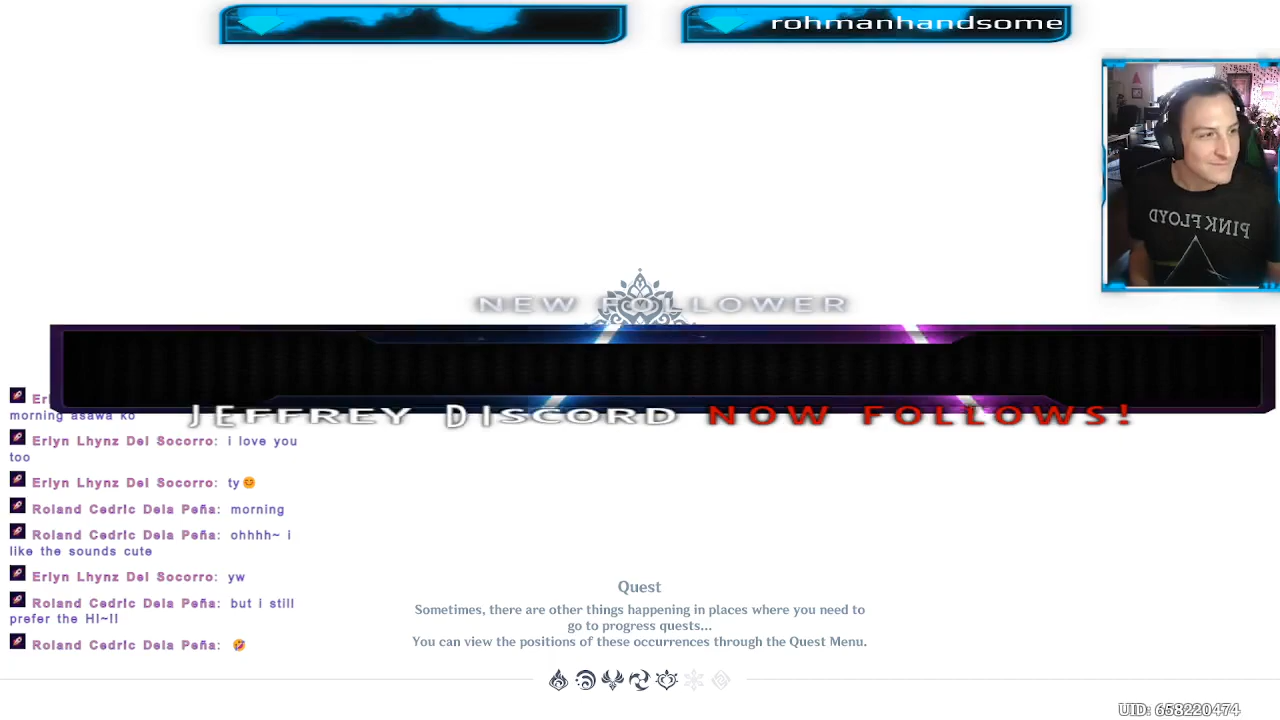 rohmanhandsome
PINK FLOYD
NEW FOLLOWER
JEFFREY DISCORD NOW FOLLOWS!
morning asawa ko
Erlyn Lhynz Del Socorro: i love you
too
Erlyn Lhynz Del Socorro: ty
Roland Cedric Dela Peña: morning
Roland Cedric Dela Peña: ohhhh~ i
like the sounds cute
Erlyn Lhynz Del Socorro: yw
Roland Cedric Dela Peña: but i still
prefer the HI~!!
Roland Cedric Dela Peña: 🤣
Quest
Sometimes, there are other things happening in places where you need to
go to progress quests...
You can view the positions of these occurrences through the Quest Menu.
UID: 658220474